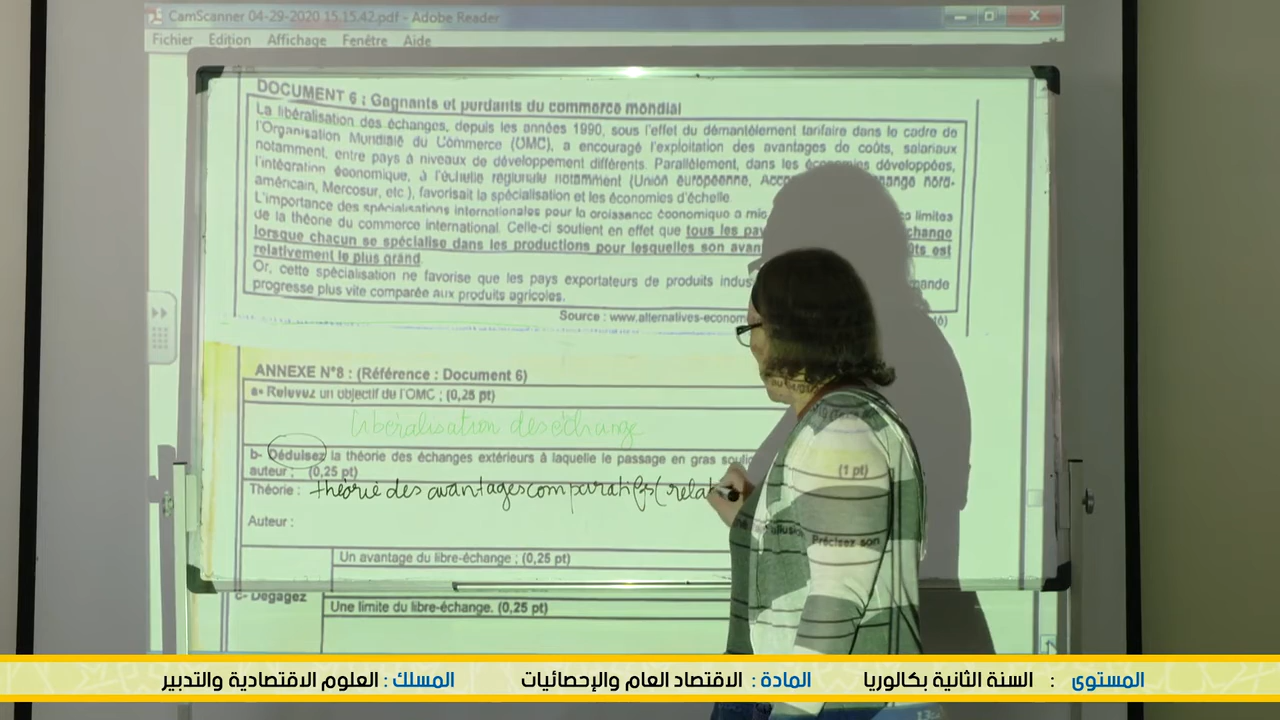 CamScanner 04-29-2020 15.15.42.pdf - Adobe Reader
Fichier Edition Affichage Fenêtre Aide
DOCUMENT 6 : Gagnants et perdants du commerce mondial
La libéralisation des échanges, depuis les années 1990, sous l'effet du démantèlement tarifaire dans le cadre de
l'Organisation Mondiale du Commerce (OMC), a encouragé l'exploitation des avantages de coûts, salariaux
notamment, entre pays à niveaux de développement différents. Parallèlement, dans les économies développées,
l'intégration économique, à l'échelle régionale notamment (Union européenne, nord-
américain, Mercosur, etc.), favorisait la spécialisation et les économies d'échelle.
L'importance des spécialisations internationales pour la croissance économique a mis limites
de la théorie du commerce international. Celle-ci soutient en effet que tous les pay change
lorsque chacun se spécialise dans les productions pour lesquelles son avan est
relativement le plus grand.
Or, cette spécialisation ne favorise que les pays exportateurs de produits indus mande
progresse plus vite comparée aux produits agricoles.
Source : www.alternatives-econom
ANNEXE N°8 : (Référence : Document 6)
a- Relevez un objectif de l'OMC ; (0,25 pt)
libéralisation des échange
b- Déduisez la théorie des échanges extérieurs à laquelle le passage en gras soulig
auteur ; (0,25 pt) (1 pt)
Théorie : théorie des avantages comparatifs (relat
Précisez son
Auteur :
Un avantage du libre-échange ; (0,25 pt)
c- Dégagez
Une limite du libre-échange. (0,25 pt)
المستوى : السنة الثانية بكالوريا المادة : الاقتصاد العام والإحصائيات المسلك : العلوم الاقتصادية والتدبير